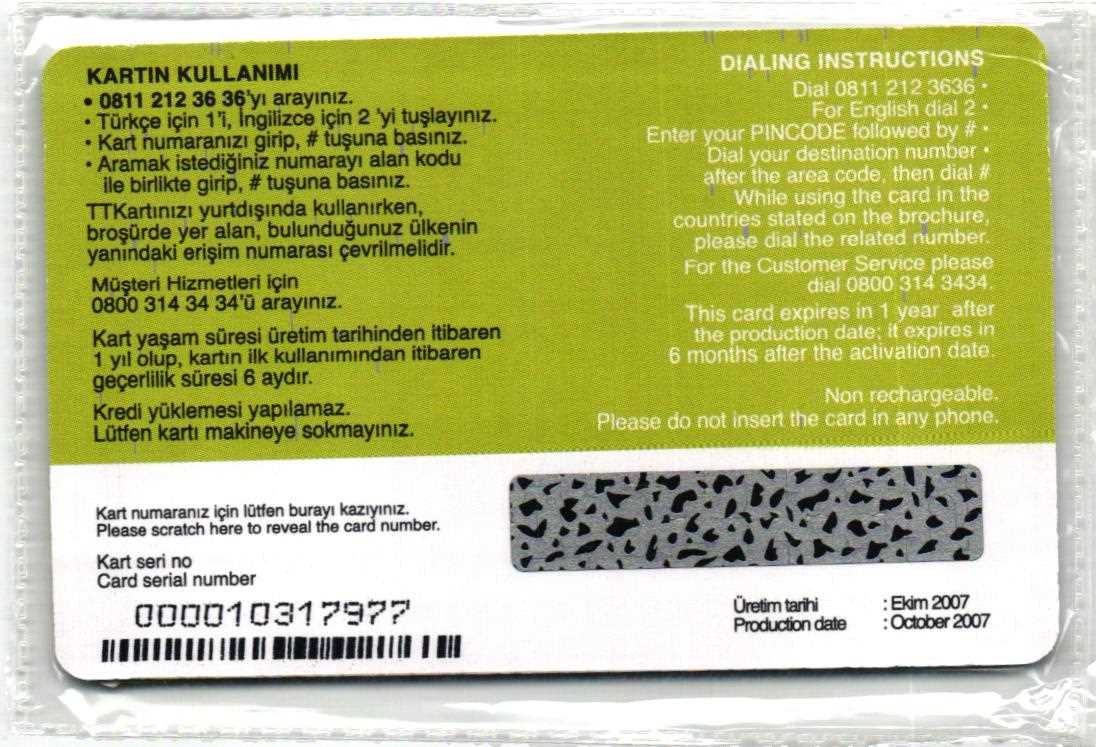 KARTIN KULLANIMI
• 0811 212 36 36'yı arayınız.
• Türkçe için 1'i, İngilizce için 2 'yi tuşlayınız.
• Kart numaranızı girip, # tuşuna basınız.
• Aramak istediğiniz numarayı alan kodu
ile birlikte girip, # tuşuna basınız.
TTKartınızı yurtdışında kullanırken,
broşürde yer alan, bulunduğunuz ülkenin
yanındaki erişim numarası çevrilmelidir.
Müşteri Hizmetleri için
0800 314 34 34'ü arayınız.
Kart yaşam süresi üretim tarihinden itibaren
1 yıl olup, kartın ilk kullanımından itibaren
geçerlilik süresi 6 aydır.
Kredi yüklemesi yapılamaz.
Lütfen kartı makineye sokmayınız.
DIALING INSTRUCTIONS
Dial 0811 212 3636 •
For English dial 2 •
Enter your PINCODE followed by # •
Dial your destination number •
after the area code, then dial #
While using the card in the
countries stated on the brochure,
please dial the related number.
For the Customer Service please
dial 0800 314 3434.
This card expires in 1 year after
the production date; it expires in
6 months after the activation date.
Non rechargeable.
Please do not insert the card in any phone.
Kart numaranız için lütfen burayı kazıyınız.
Please scratch here to reveal the card number.
Kart seri no
Card serial number
000010317977
Üretim tarihi : Ekim 2007
Production date : October 2007